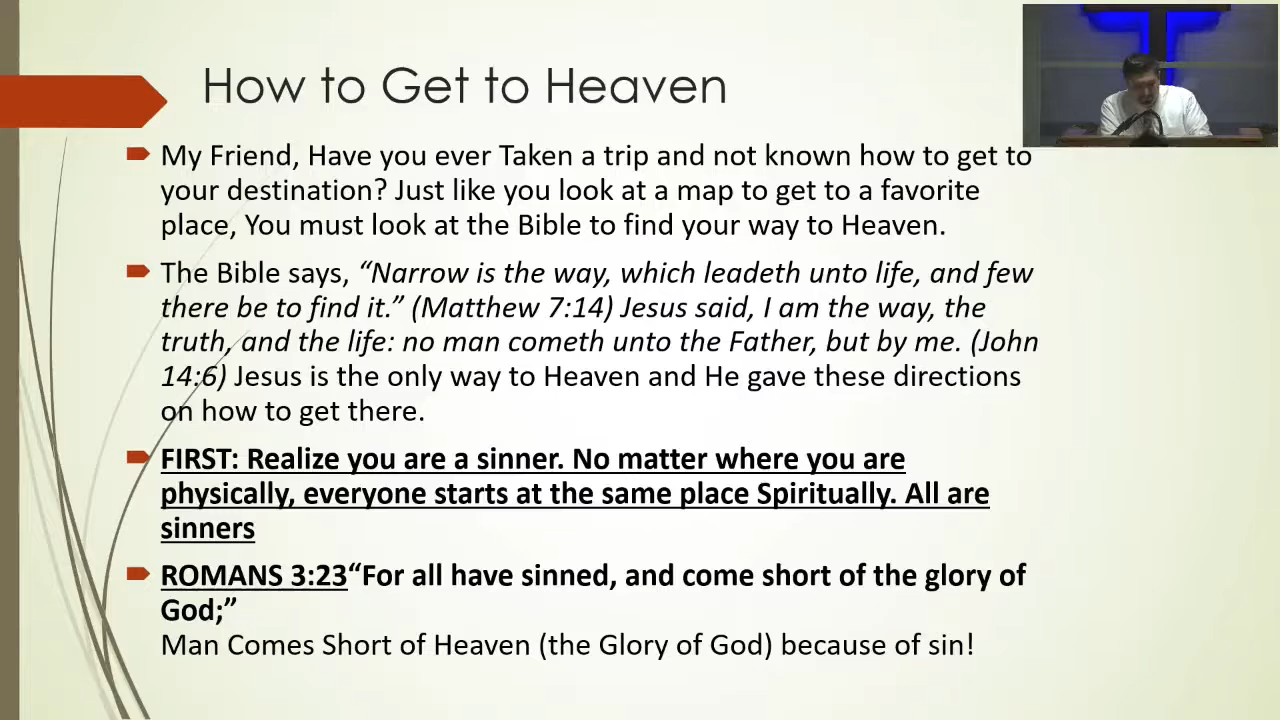 How to Get to Heaven
My Friend, Have you ever Taken a trip and not known how to get to
your destination? Just like you look at a map to get to a favorite
place, You must look at the Bible to find your way to Heaven.
The Bible says, “Narrow is the way, which leadeth unto life, and few
there be to find it.” (Matthew 7:14) Jesus said, I am the way, the
truth, and the life: no man cometh unto the Father, but by me. (John
14:6) Jesus is the only way to Heaven and He gave these directions
on how to get there.
FIRST: Realize you are a sinner. No matter where you are
physically, everyone starts at the same place Spiritually. All are
sinners
ROMANS 3:23“For all have sinned, and come short of the glory of
God;”
Man Comes Short of Heaven (the Glory of God) because of sin!